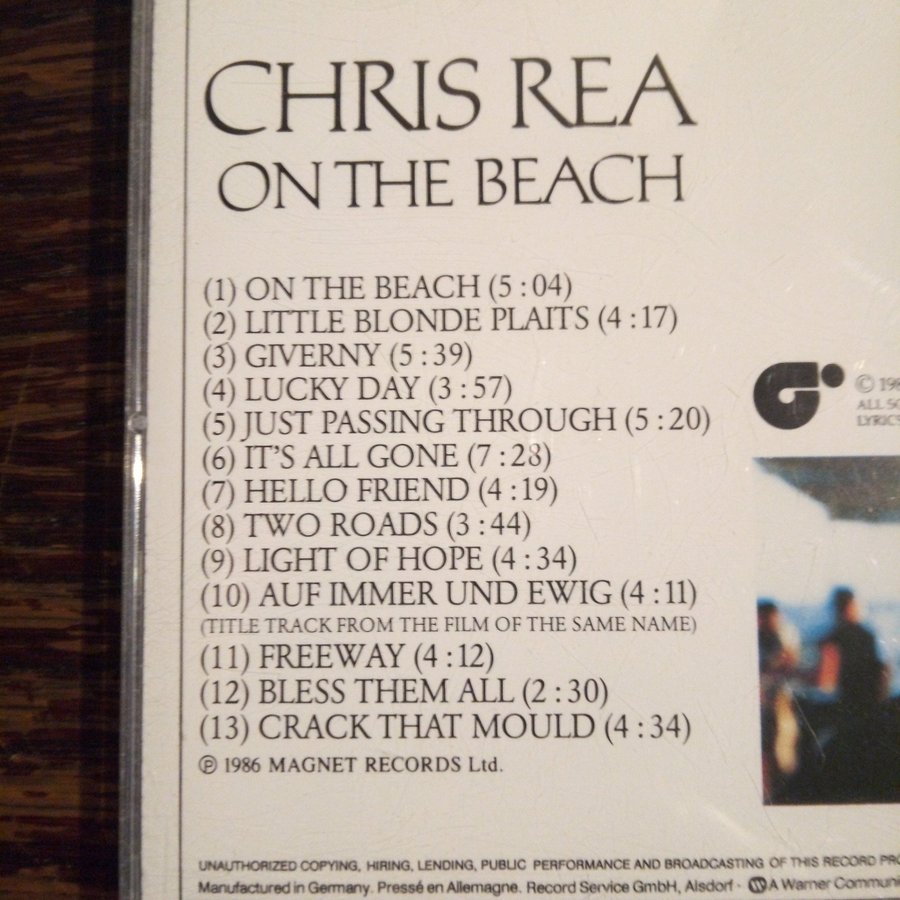 CHRIS REA
ON THE BEACH
(1) ON THE BEACH (5:04)
(2) LITTLE BLONDE PLAITS (4:17)
(3) GIVERNY (5:39)
(4) LUCKY DAY (3:57)
(5) JUST PASSING THROUGH (5:20)
(6) IT'S ALL GONE (7:28)
(7) HELLO FRIEND (4:19)
(8) TWO ROADS (3:44)
(9) LIGHT OF HOPE (4:34)
(10) AUF IMMER UND EWIG (4:11)
(TITLE TRACK FROM THE FILM OF THE SAME NAME)
(11) FREEWAY (4:12)
(12) BLESS THEM ALL (2:30)
(13) CRACK THAT MOULD (4:34)
℗ 1986 MAGNET RECORDS Ltd.
©
ALL
LYRICS
UNAUTHORIZED COPYING, HIRING, LENDING, PUBLIC PERFORMANCE AND BROADCASTING OF THIS RECORD
Manufactured in Germany. Pressé en Allemagne. Record Service GmbH, Alsdorf · A Warner